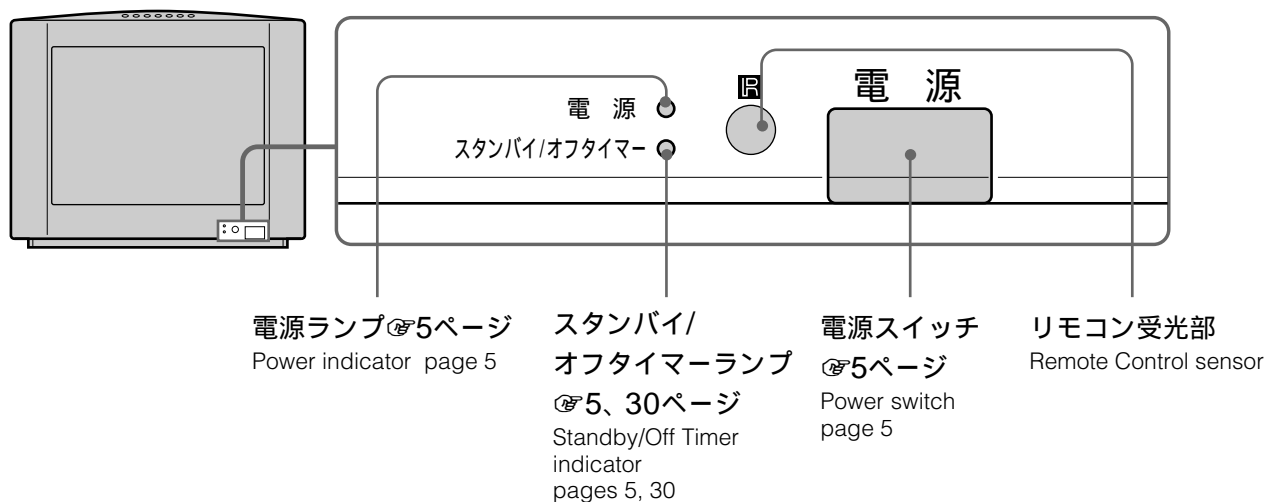 電 源
R
電 源
スタンバイ/オフタイマー
電源ランプ☞5ページ
Power indicator page 5
スタンバイ/
オフタイマーランプ
☞5、30ページ
Standby/Off Timer
indicator
pages 5, 30
電源スイッチ
☞5ページ
Power switch
page 5
リモコン受光部
Remote Control sensor